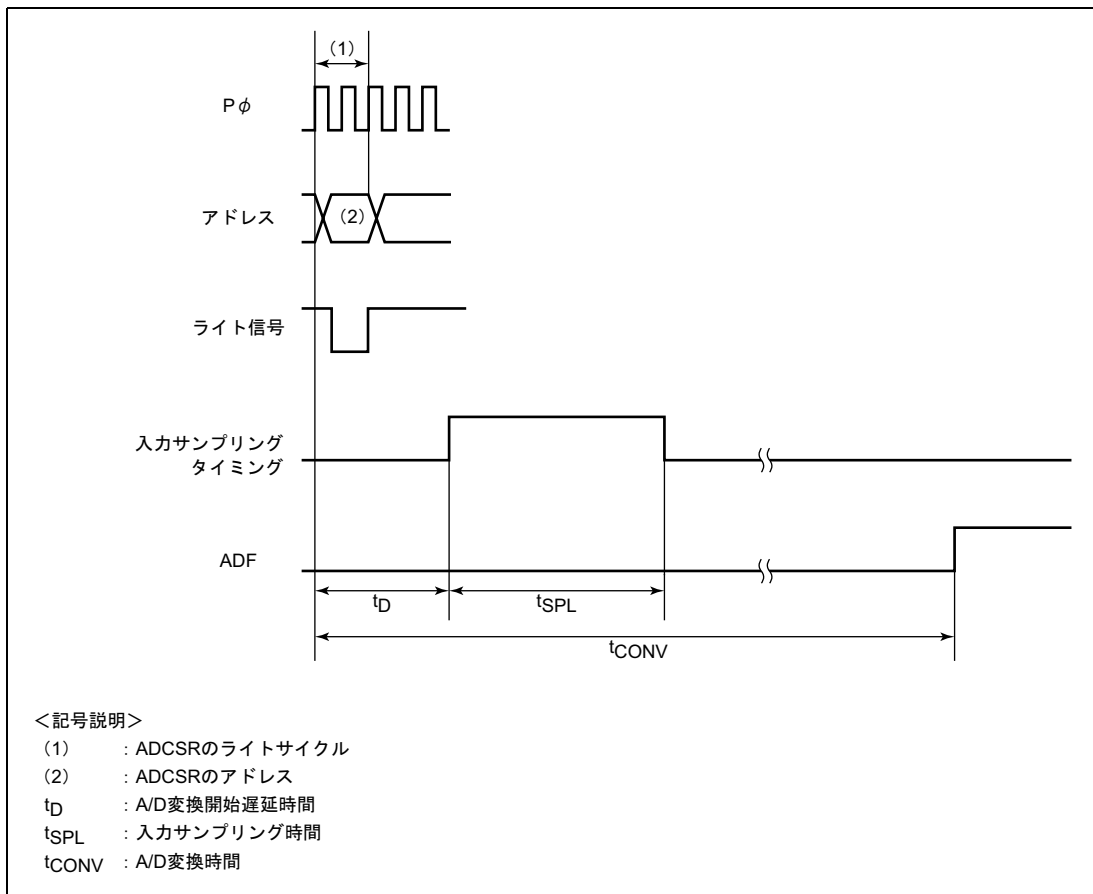 （1）
Pφ
アドレス
（2）
ライト信号
入力サンプリング
タイミング
ADF
tD
tSPL
tCONV
＜記号説明＞
（1）　：ADCSRのライトサイクル
（2）　：ADCSRのアドレス
tD　：A/D変換開始遅延時間
tSPL　：入力サンプリング時間
tCONV　：A/D変換時間